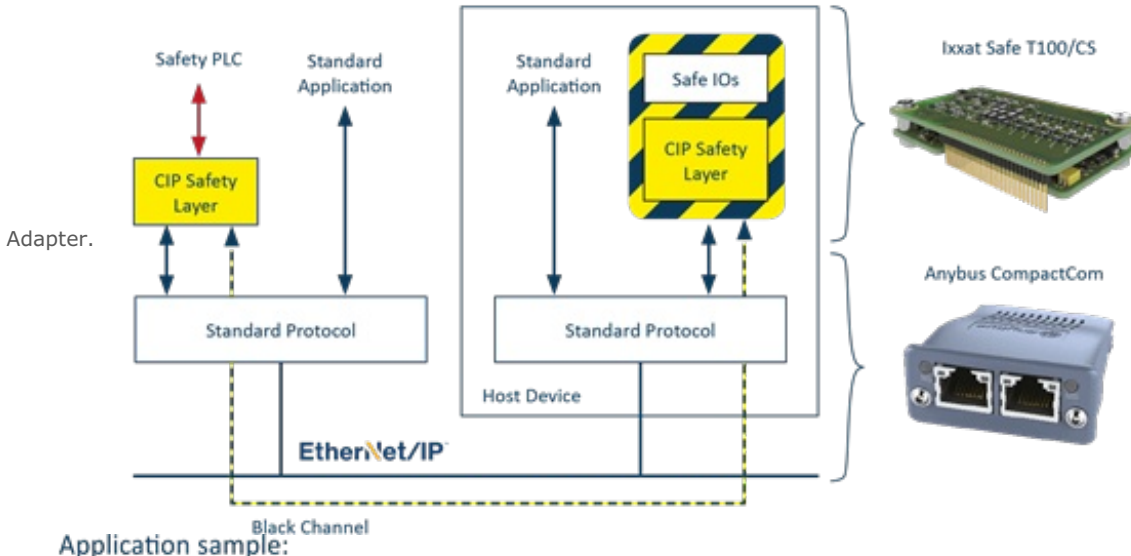 Ixxat Safe T100/CS
Safety PLC
Standard
Application
Standard
Application
Safe IOs
CIP Safety
Layer
CIP Safety
Layer
Adapter.
Anybus CompactCom
Standard Protocol
Standard Protocol
Host Device
EtherNet/IP
Black Channel
Application sample: